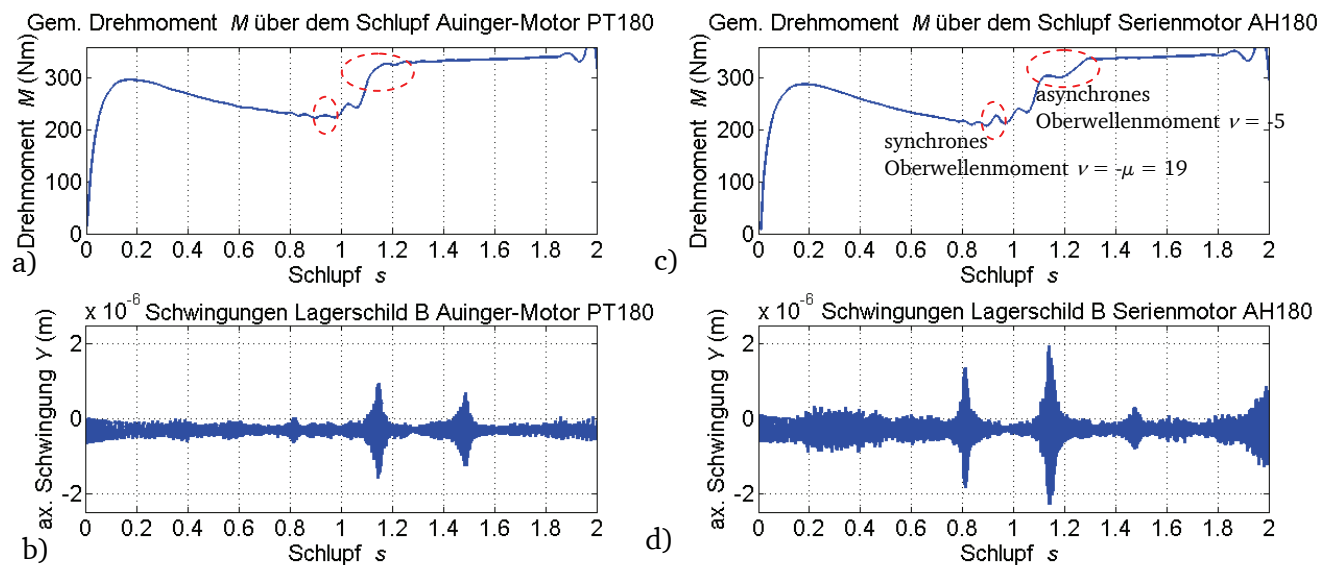 Gem. Drehmoment M über dem Schlupf Auinger-Motor PT180
Drehmoment M (Nm)
300
200
100
0
0 0.2 0.4 0.6 0.8 1 1.2 1.4 1.6 1.8 2
Schlupf s
a)
Gem. Drehmoment M über dem Schlupf Serienmotor AH180
Drehmoment M (Nm)
300
200
100
0
asynchrones
Oberwellenmoment ν = -5
synchrones
Oberwellenmoment ν = -μ = 19
0 0.2 0.4 0.6 0.8 1 1.2 1.4 1.6 1.8 2
Schlupf s
c)
x 10⁻⁶ Schwingungen Lagerschild B Auinger-Motor PT180
ax. Schwingung Y (m)
2
0
-2
0 0.2 0.4 0.6 0.8 1 1.2 1.4 1.6 1.8 2
Schlupf s
b)
x 10⁻⁶ Schwingungen Lagerschild B Serienmotor AH180
ax. Schwingung Y (m)
2
0
-2
0 0.2 0.4 0.6 0.8 1 1.2 1.4 1.6 1.8 2
Schlupf s
d)